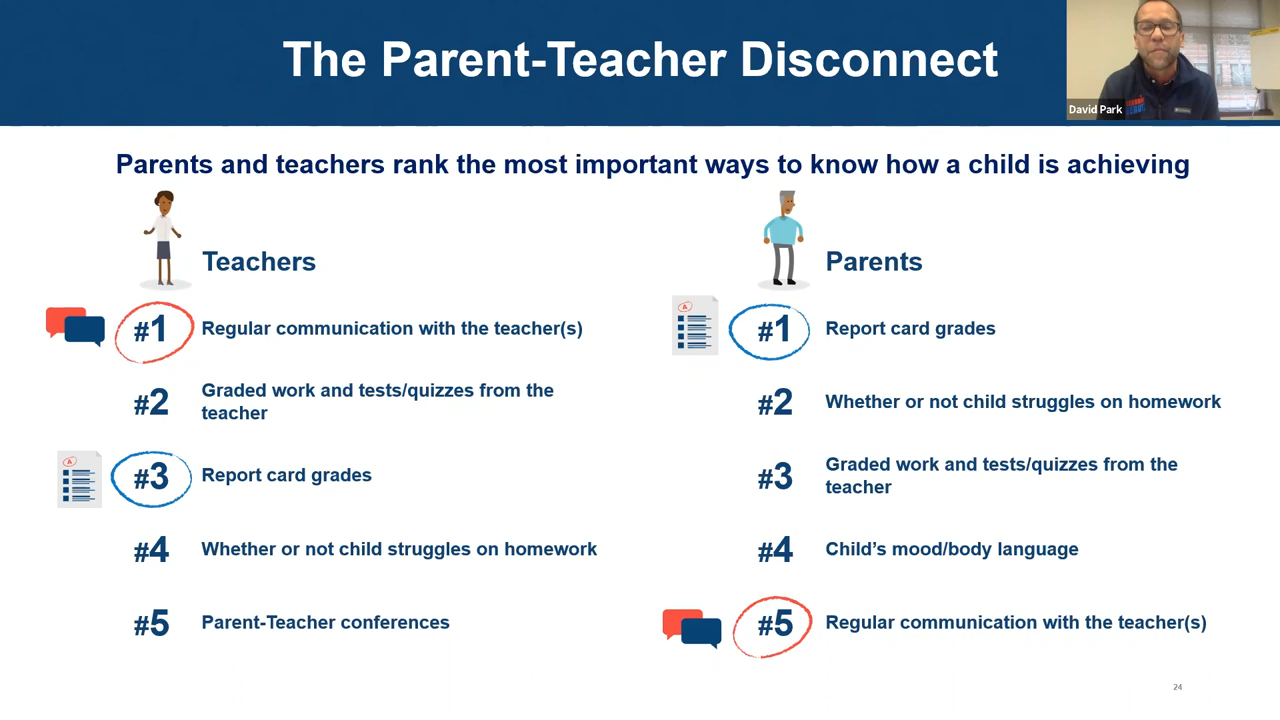 The Parent-Teacher Disconnect
David Park
Parents and teachers rank the most important ways to know how a child is achieving
Teachers
#1 Regular communication with the teacher(s)
#2 Graded work and tests/quizzes from the
teacher
#3 Report card grades
#4 Whether or not child struggles on homework
#5 Parent-Teacher conferences
Parents
#1 Report card grades
#2 Whether or not child struggles on homework
#3 Graded work and tests/quizzes from the
teacher
#4 Child's mood/body language
#5 Regular communication with the teacher(s)
24